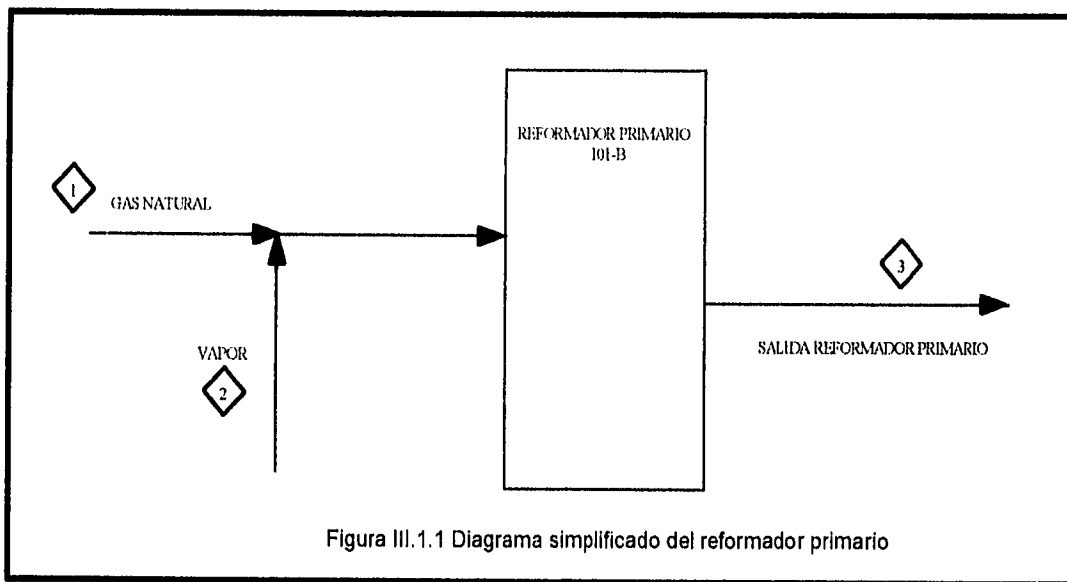 REFORMADOR PRIMARIO
101-B
1
GAS NATURAL
3
VAPOR
2
SALIDA REFORMADOR PRIMARIO
Figura III.1.1 Diagrama simplificado del reformador primario